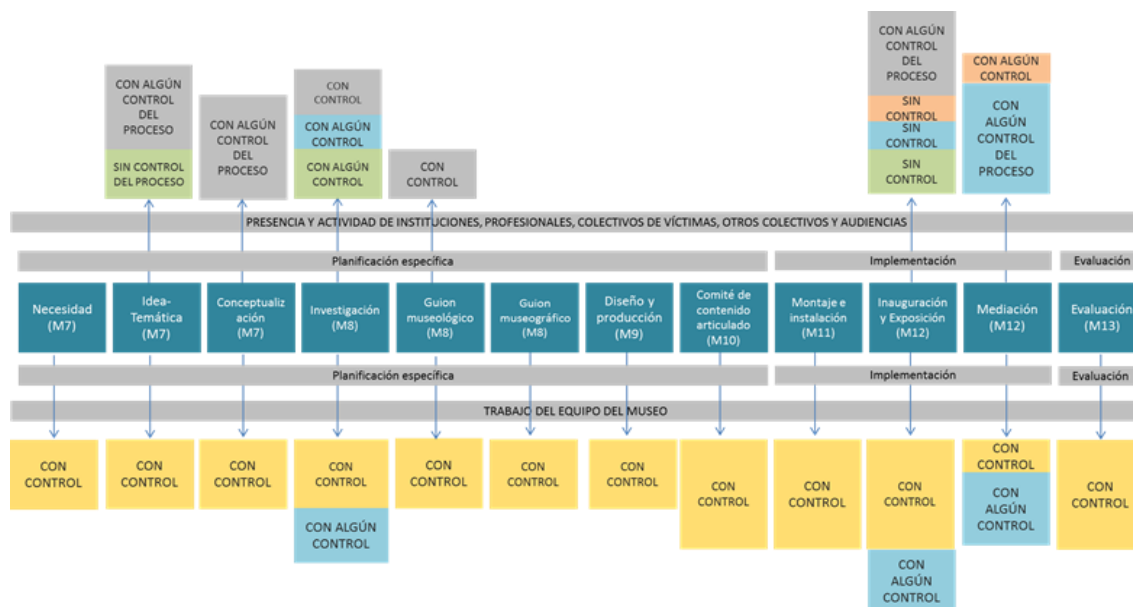 CON ALGÚN
CONTROL
DEL
PROCESO
SIN CONTROL
DEL PROCESO
CON ALGÚN
CONTROL
DEL
PROCESO
CON
CONTROL
CON ALGÚN
CONTROL
CON ALGÚN
CONTROL
CON
CONTROL
CON ALGÚN
CONTROL
DEL
PROCESO
SIN
CONTROL
SIN
CONTROL
SIN
CONTROL
CON ALGÚN
CONTROL
CON
ALGÚN
CONTROL
DEL
PROCESO
PRESENCIA Y ACTIVIDAD DE INSTITUCIONES, PROFESIONALES, COLECTIVOS DE VÍCTIMAS, OTROS COLECTIVOS Y AUDIENCIAS
Planificación específica
Implementación
Evaluación
Necesidad
(M7)
Idea-
Temática
(M7)
Conceptualiz
ación
(M7)
Investigación
(M8)
Guion
museológico
(M8)
Guion
museográfico
(M8)
Diseño y
producción
(M9)
Comité de
contenido
articulado
(M10)
Montaje e
instalación
(M11)
Inauguración
y Exposición
(M12)
Mediación
(M12)
Evaluación
(M13)
Planificación específica
Implementación
Evaluación
TRABAJO DEL EQUIPO DEL MUSEO
CON
CONTROL
CON
CONTROL
CON
CONTROL
CON
CONTROL
CON ALGÚN
CONTROL
CON
CONTROL
CON
CONTROL
CON
CONTROL
CON
CONTROL
CON
CONTROL
CON
CONTROL
CON
ALGÚN
CONTROL
CON
CONTROL
CON
ALGÚN
CONTROL
CON
CONTROL